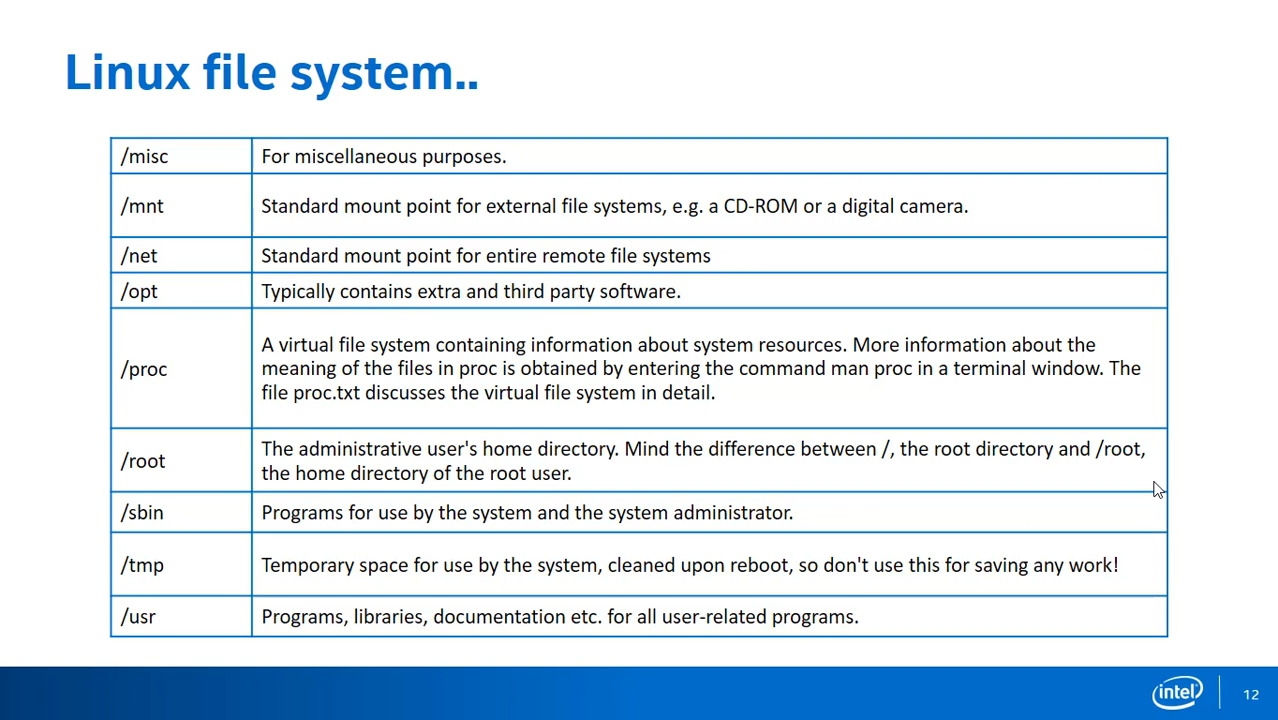 Linux file system..
/misc For miscellaneous purposes.
/mnt Standard mount point for external file systems, e.g. a CD-ROM or a digital camera.
/net Standard mount point for entire remote file systems
/opt Typically contains extra and third party software.
/proc A virtual file system containing information about system resources. More information about the
meaning of the files in proc is obtained by entering the command man proc in a terminal window. The
file proc.txt discusses the virtual file system in detail.
/root The administrative user's home directory. Mind the difference between /, the root directory and /root,
the home directory of the root user.
/sbin Programs for use by the system and the system administrator.
/tmp Temporary space for use by the system, cleaned upon reboot, so don't use this for saving any work!
/usr Programs, libraries, documentation etc. for all user-related programs.
intel 12